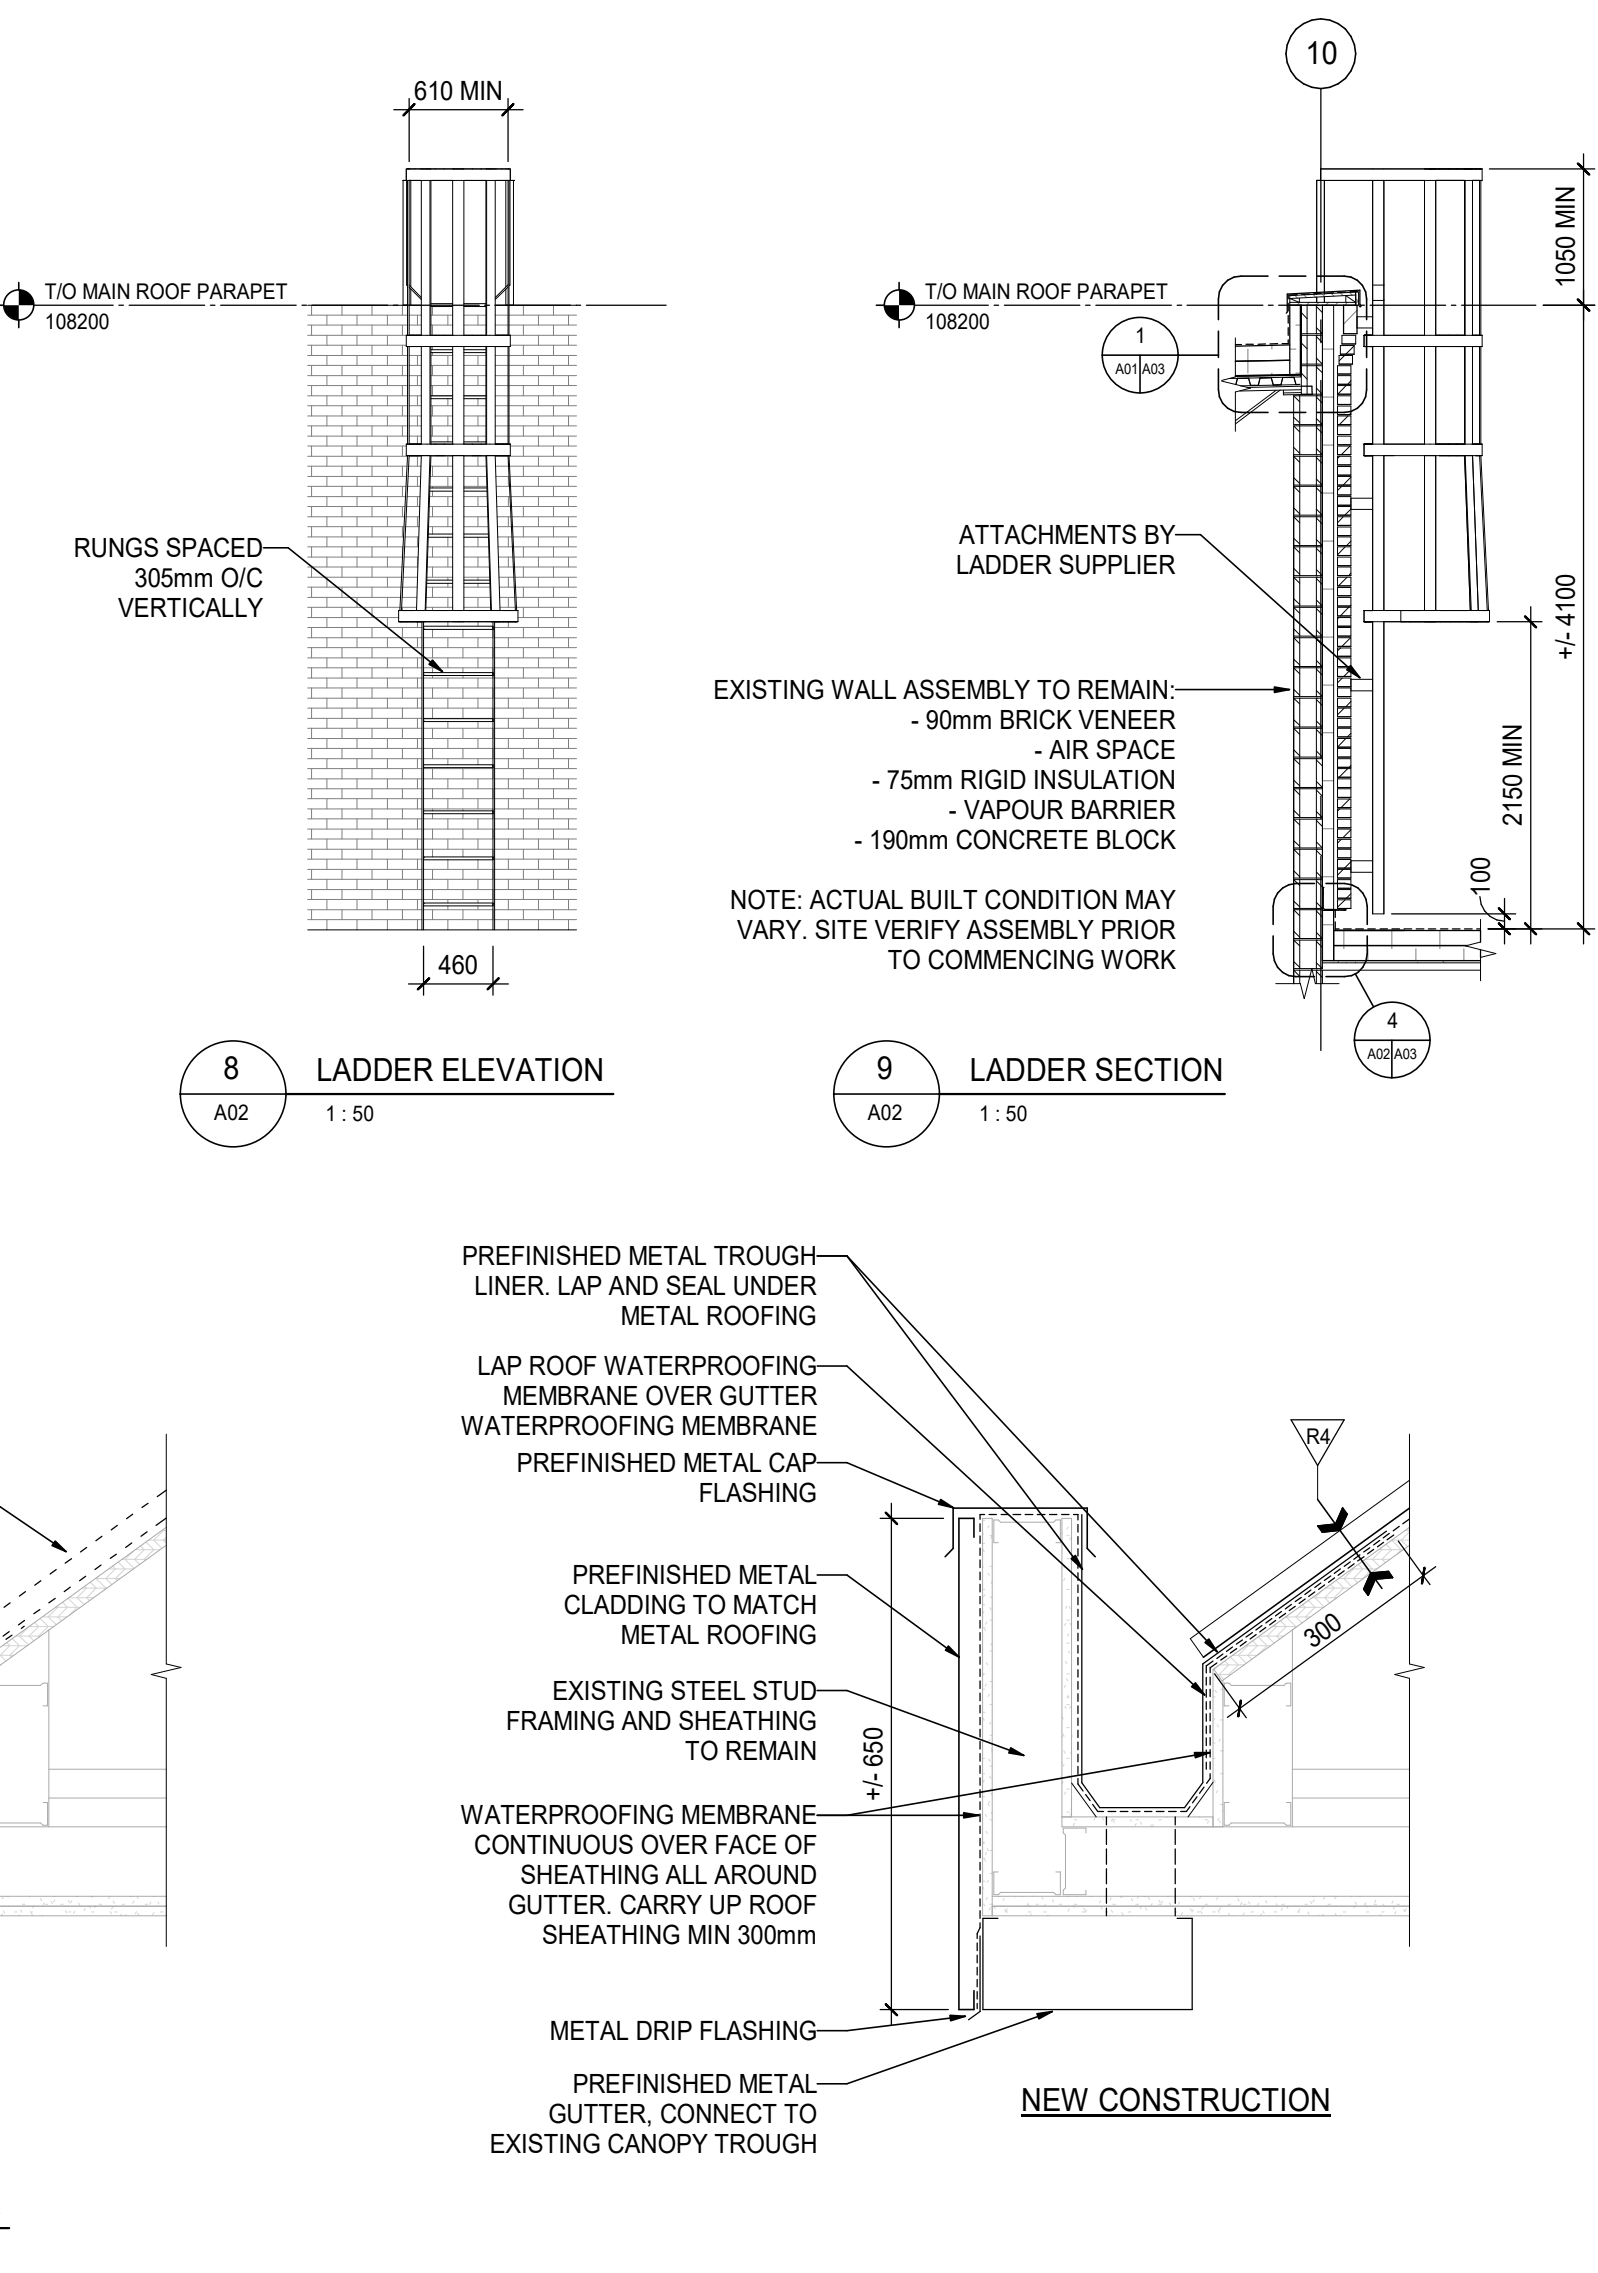 610 MIN
T/O MAIN ROOF PARAPET
108200
RUNGS SPACED
305mm O/C
VERTICALLY
460
8
A02
LADDER ELEVATION
1 : 50
10
T/O MAIN ROOF PARAPET
108200
1
A01 A03
1050 MIN
ATTACHMENTS BY
LADDER SUPPLIER
+/- 4100
EXISTING WALL ASSEMBLY TO REMAIN:
- 90mm BRICK VENEER
- AIR SPACE
- 75mm RIGID INSULATION
- VAPOUR BARRIER
- 190mm CONCRETE BLOCK
2150 MIN
100
NOTE: ACTUAL BUILT CONDITION MAY
VARY. SITE VERIFY ASSEMBLY PRIOR
TO COMMENCING WORK
4
A02 A03
9
A02
LADDER SECTION
1 : 50
PREFINISHED METAL TROUGH
LINER. LAP AND SEAL UNDER
METAL ROOFING
LAP ROOF WATERPROOFING
MEMBRANE OVER GUTTER
WATERPROOFING MEMBRANE
PREFINISHED METAL CAP
FLASHING
R4
PREFINISHED METAL
CLADDING TO MATCH
METAL ROOFING
300
EXISTING STEEL STUD
FRAMING AND SHEATHING
TO REMAIN
+/- 650
WATERPROOFING MEMBRANE
CONTINUOUS OVER FACE OF
SHEATHING ALL AROUND
GUTTER. CARRY UP ROOF
SHEATHING MIN 300mm
METAL DRIP FLASHING
PREFINISHED METAL
GUTTER, CONNECT TO
EXISTING CANOPY TROUGH
NEW CONSTRUCTION